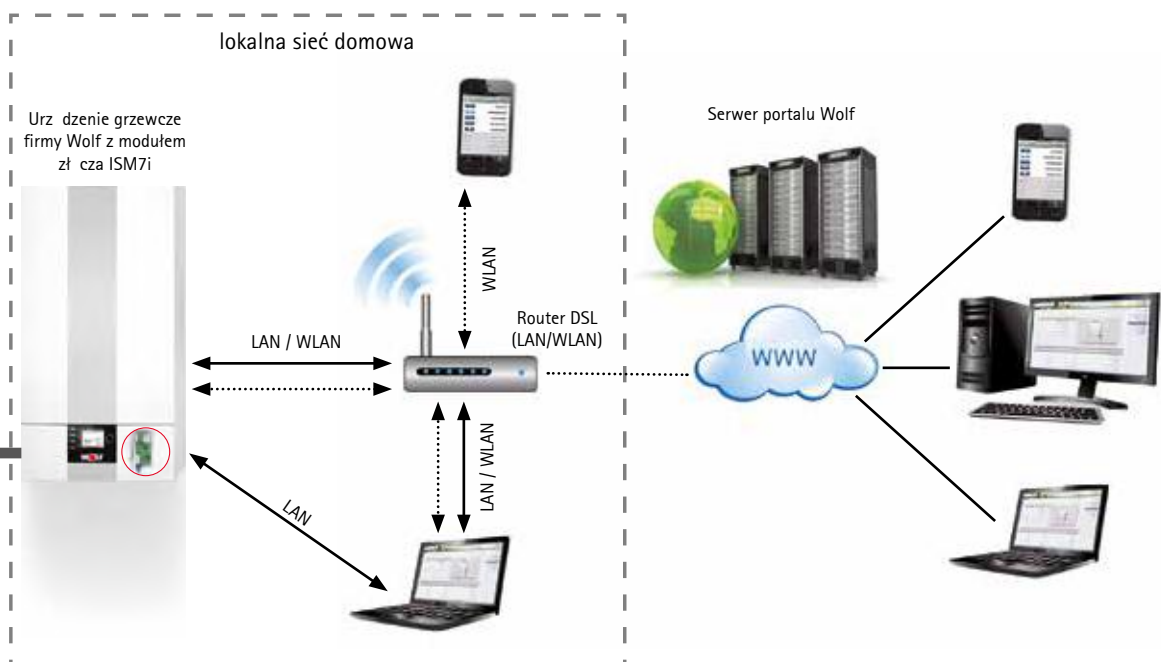 lokalna sieć domowa
Urz dzenie grzewcze
firmy Wolf z modułem
zł cza ISM7i
Serwer portalu Wolf
WLAN
Router DSL
(LAN/WLAN)
LAN / WLAN
WWW
LAN / WLAN
LAN